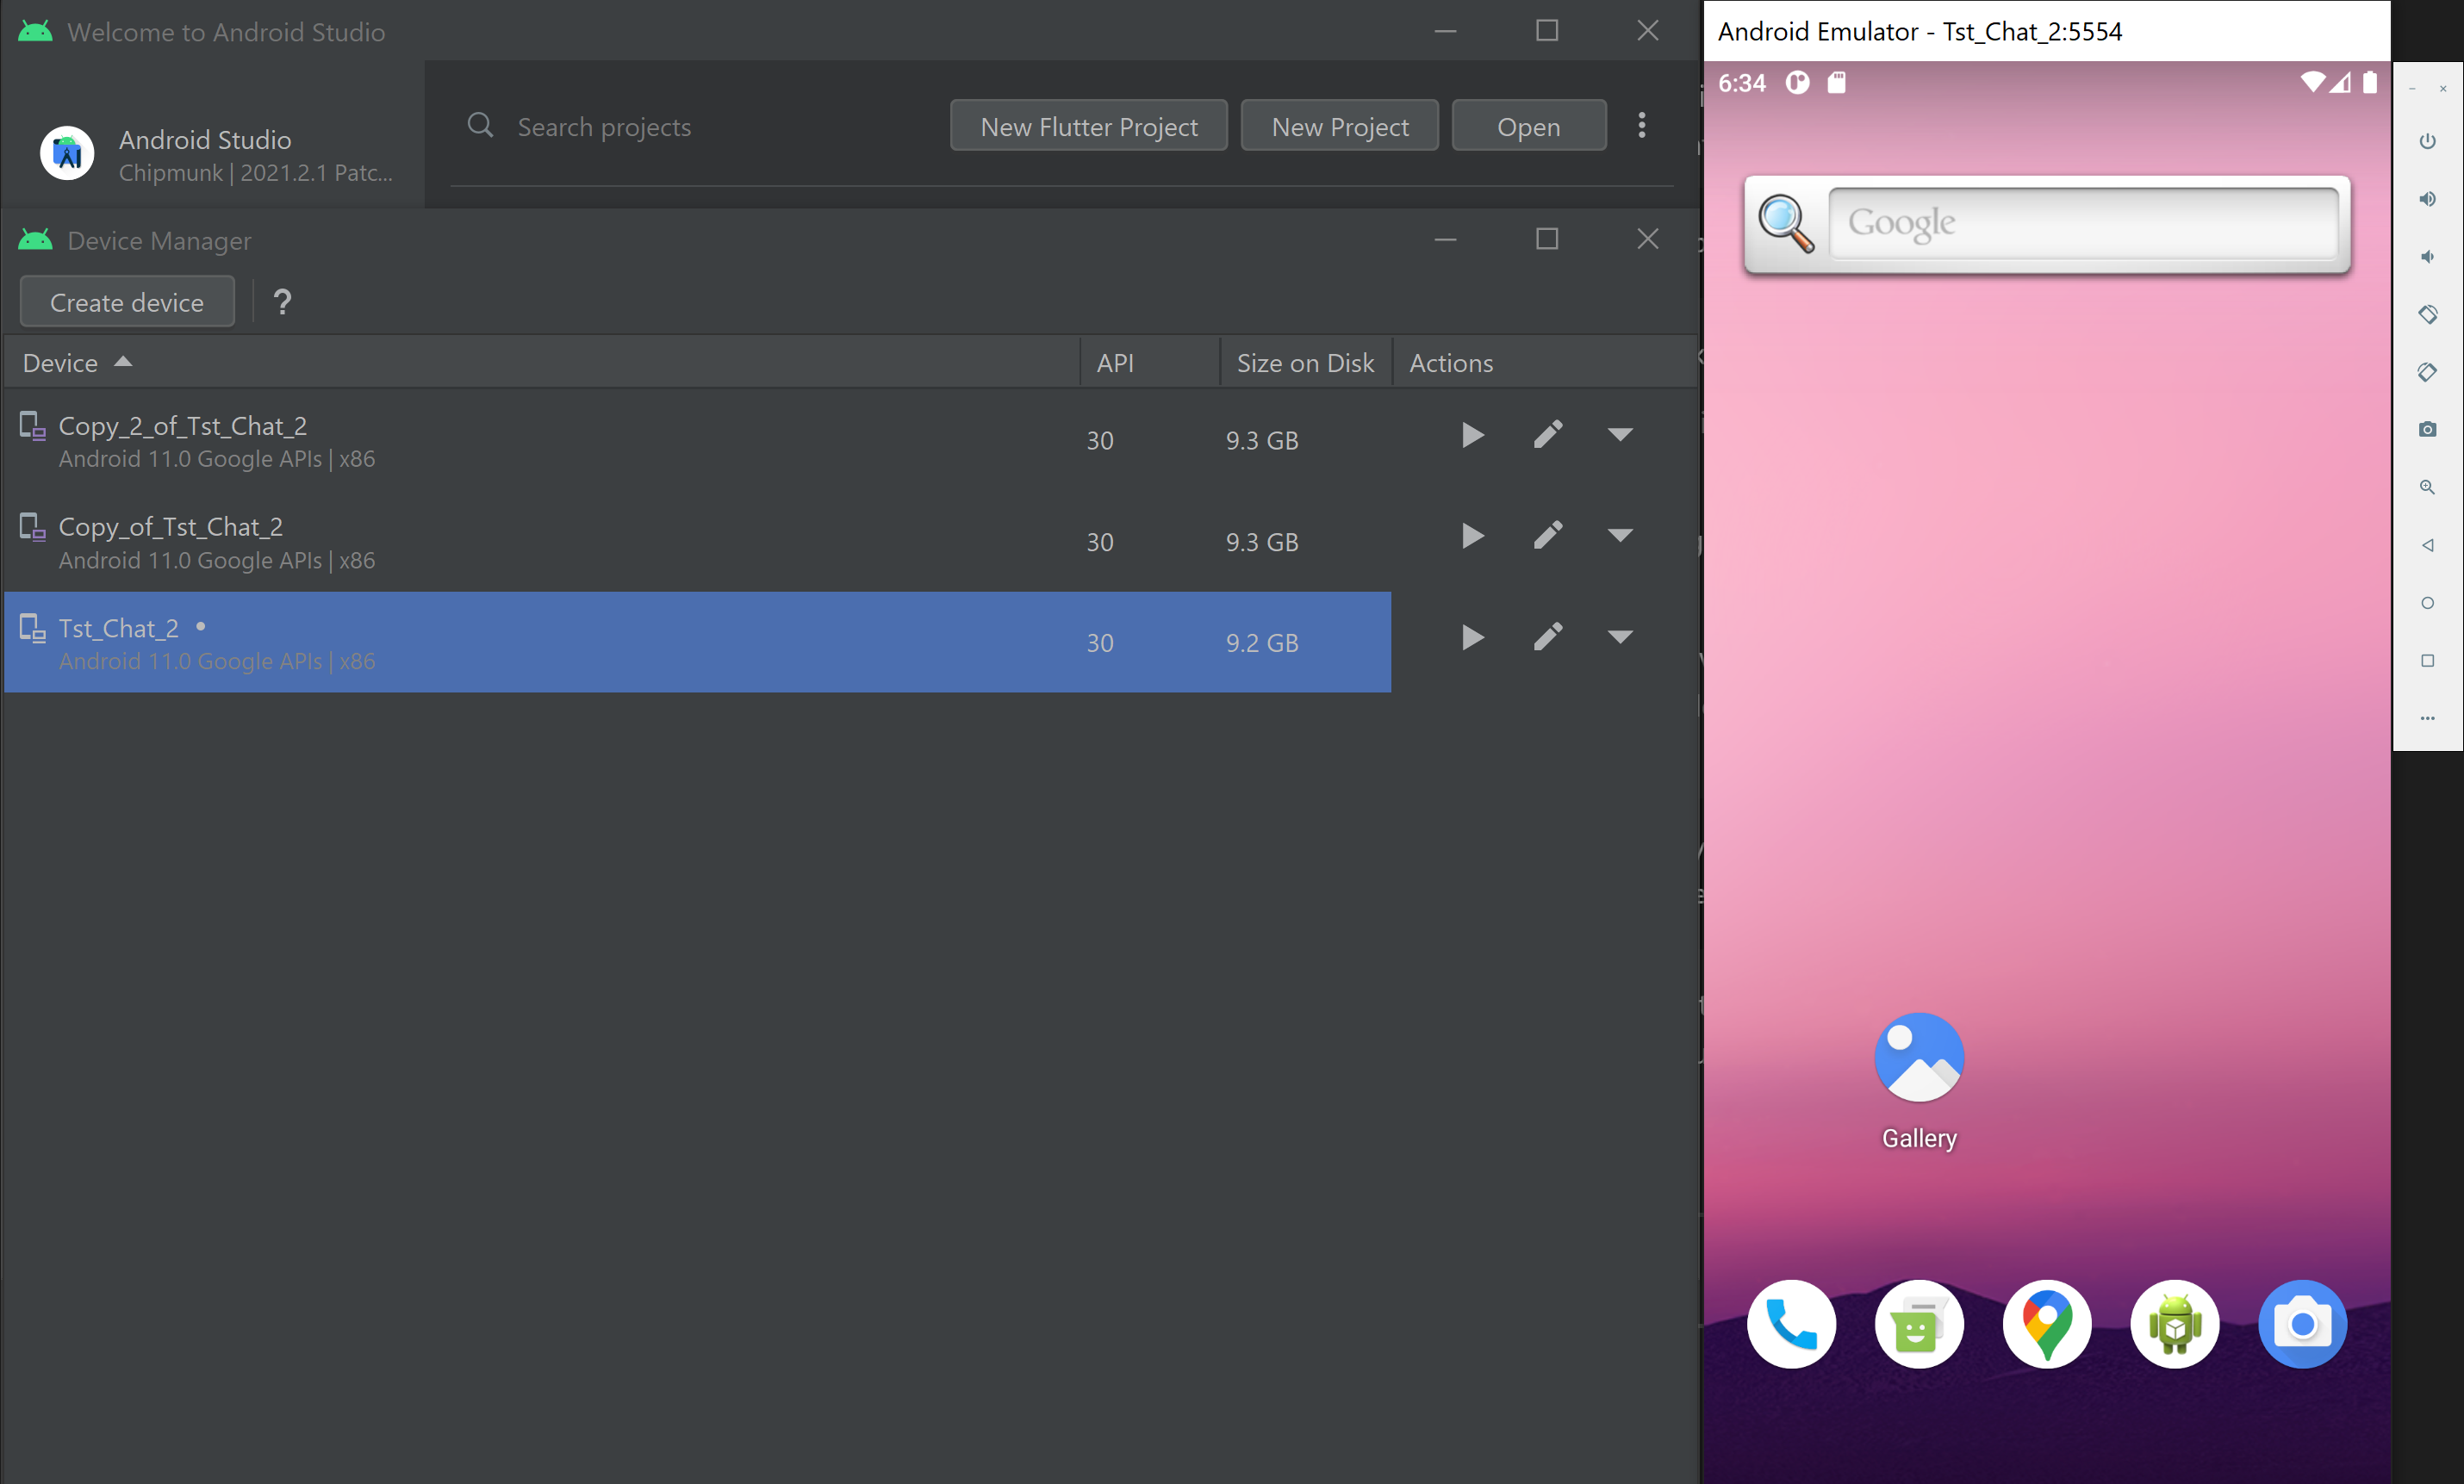 Welcome to Android Studio
Android Studio
Chipmunk | 2021.2.1 Patc...
Search projects
New Flutter Project
New Project
Open
Device Manager
Create device
?
Device API Size on Disk Actions
Copy_2_of_Tst_Chat_2
Android 11.0 Google APIs | x86
30 9.3 GB
Copy_of_Tst_Chat_2
Android 11.0 Google APIs | x86
30 9.3 GB
Tst_Chat_2 •
Android 11.0 Google APIs | x86
30 9.2 GB
Android Emulator - Tst_Chat_2:5554
6:34
Google
Gallery